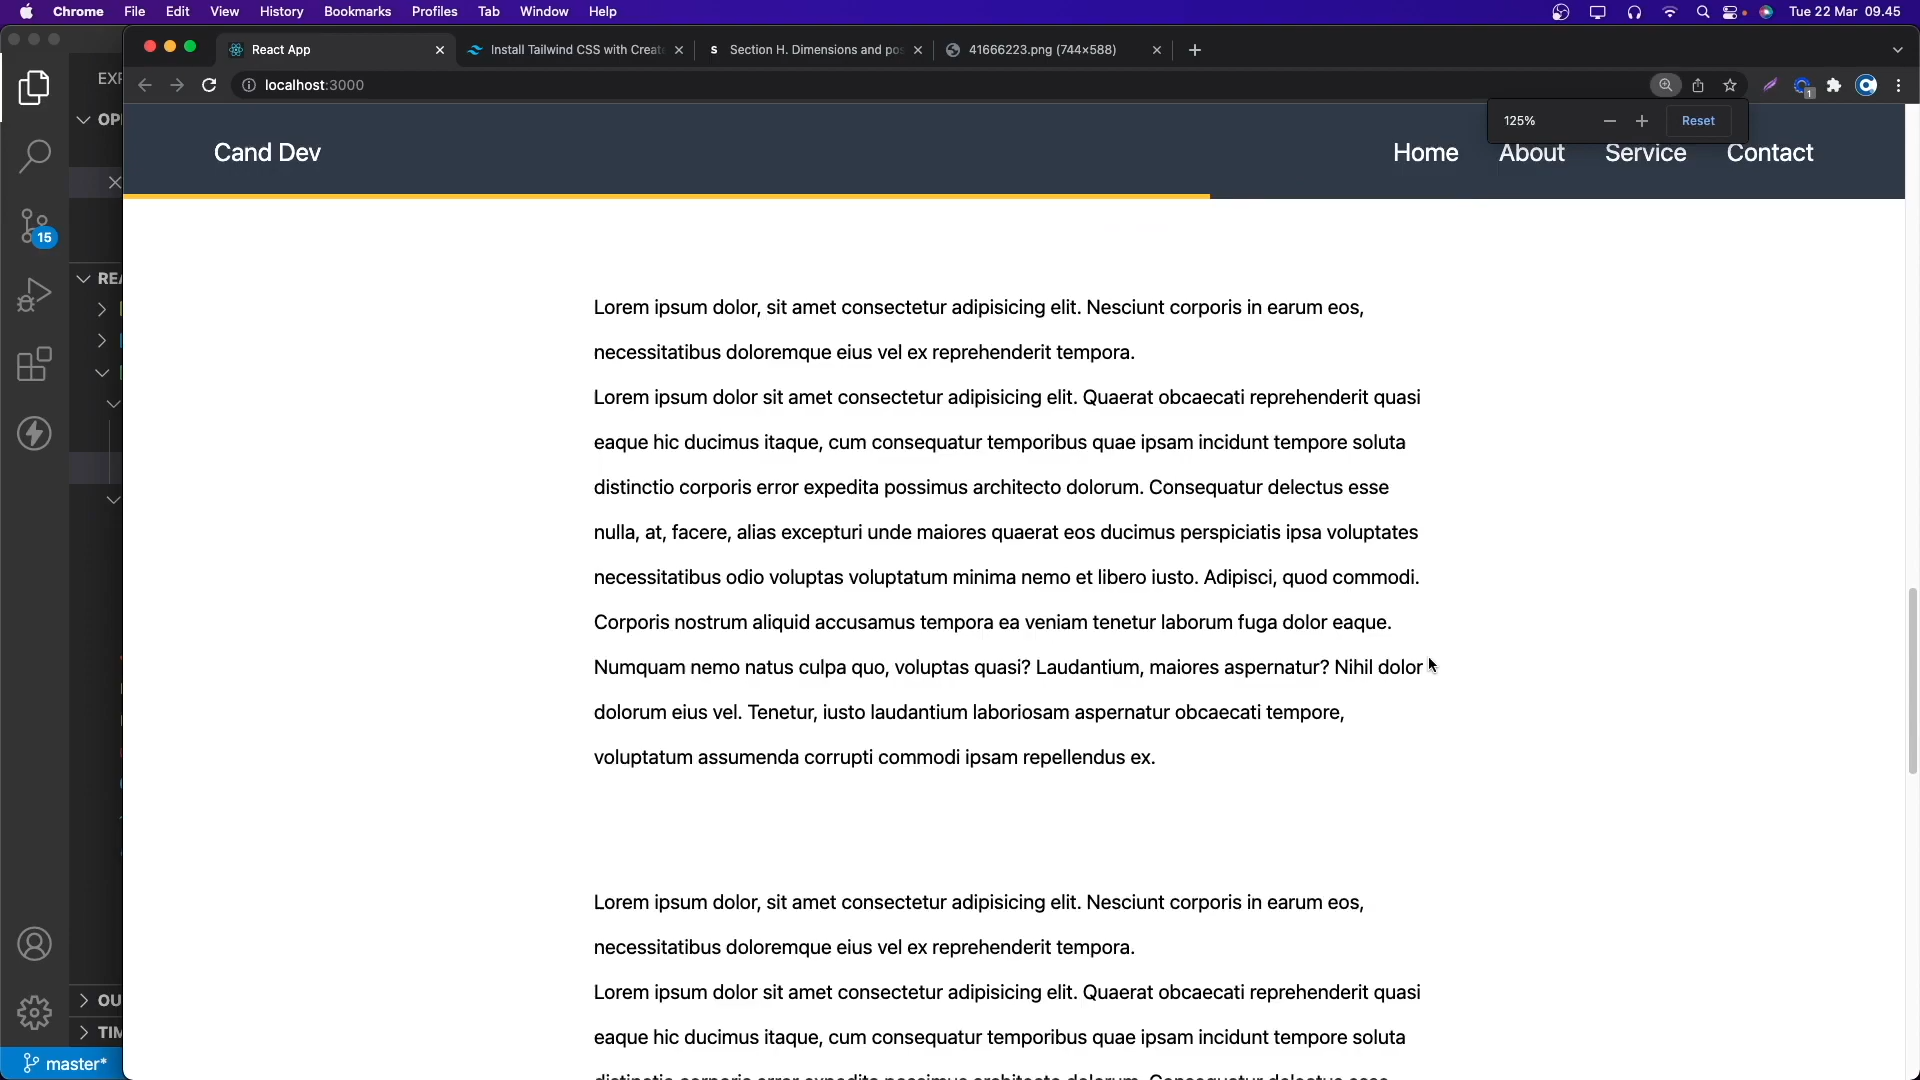 Chrome File Edit View History Bookmarks Profiles Tab Window Help Tue 22 Mar 09.45
React App Install Tailwind CSS with Creat Section H. Dimensions and pos 41666223.png (744×588)
localhost:3000
125% Reset
Cand Dev Home About Service Contact
15
Lorem ipsum dolor, sit amet consectetur adipisicing elit. Nesciunt corporis in earum eos,
necessitatibus doloremque eius vel ex reprehenderit tempora.
Lorem ipsum dolor sit amet consectetur adipisicing elit. Quaerat obcaecati reprehenderit quasi
eaque hic ducimus itaque, cum consequatur temporibus quae ipsam incidunt tempore soluta
distinctio corporis error expedita possimus architecto dolorum. Consequatur delectus esse
nulla, at, facere, alias excepturi unde maiores quaerat eos ducimus perspiciatis ipsa voluptates
necessitatibus odio voluptas voluptatum minima nemo et libero iusto. Adipisci, quod commodi.
Corporis nostrum aliquid accusamus tempora ea veniam tenetur laborum fuga dolor eaque.
Numquam nemo natus culpa quo, voluptas quasi? Laudantium, maiores aspernatur? Nihil dolor
dolorum eius vel. Tenetur, iusto laudantium laboriosam aspernatur obcaecati tempore,
voluptatum assumenda corrupti commodi ipsam repellendus ex.
Lorem ipsum dolor, sit amet consectetur adipisicing elit. Nesciunt corporis in earum eos,
necessitatibus doloremque eius vel ex reprehenderit tempora.
Lorem ipsum dolor sit amet consectetur adipisicing elit. Quaerat obcaecati reprehenderit quasi
eaque hic ducimus itaque, cum consequatur temporibus quae ipsam incidunt tempore soluta
master*